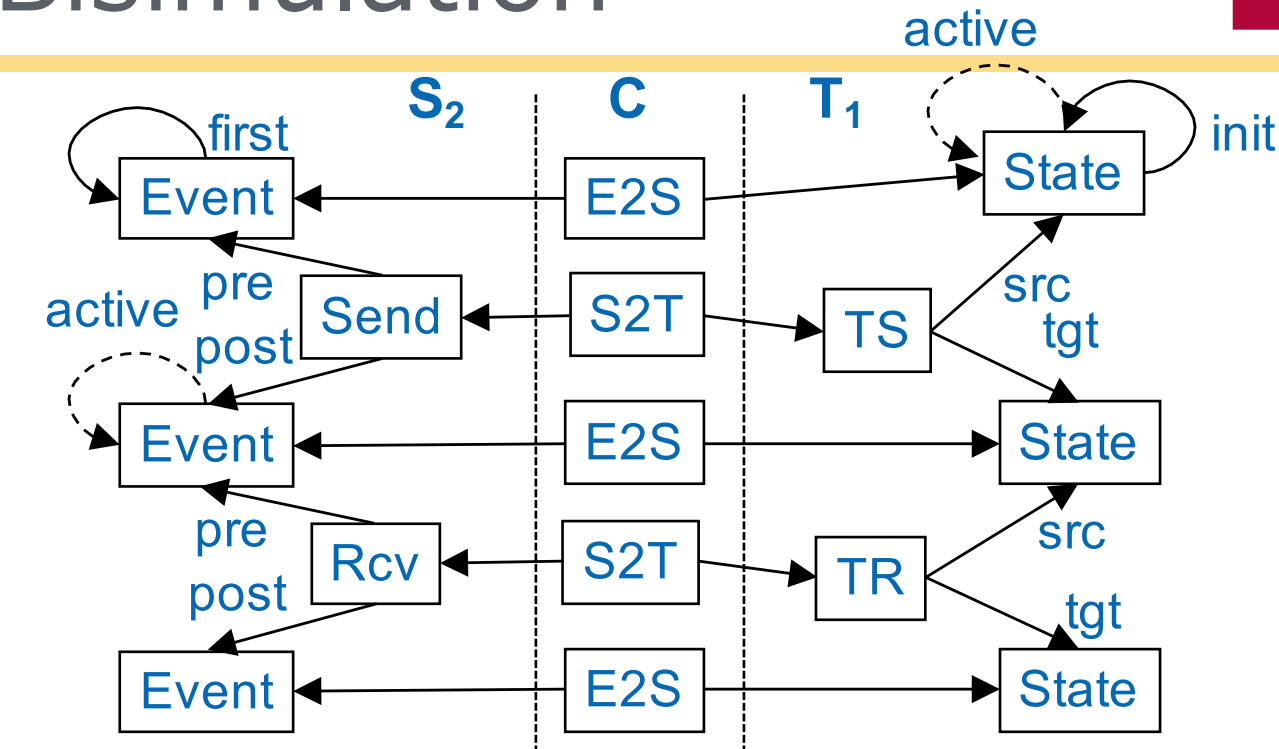 Bisimulation
active
S₂ C T₁
first
init
Event E2S State
pre
src
active
Send S2T TS
tgt
post
Event E2S State
pre
src
Rcv S2T TR
post
tgt
Event E2S State